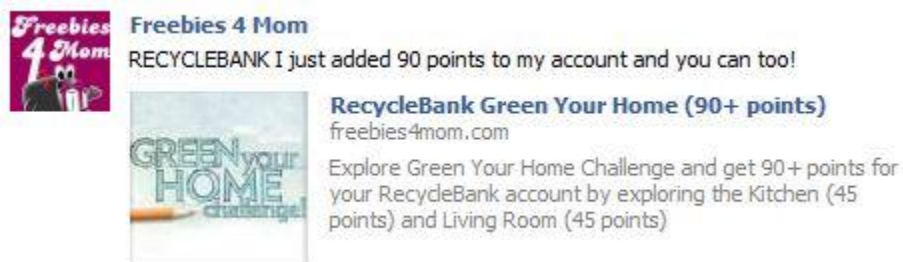 Freebies
4 Mom
Freebies 4 Mom
RECYCLEBANK I just added 90 points to my account and you can too!
GREEN your
HOME
challenge!
RecycleBank Green Your Home (90+ points)
freebies4mom.com
Explore Green Your Home Challenge and get 90+ points for
your RecycleBank account by exploring the Kitchen (45
points) and Living Room (45 points)